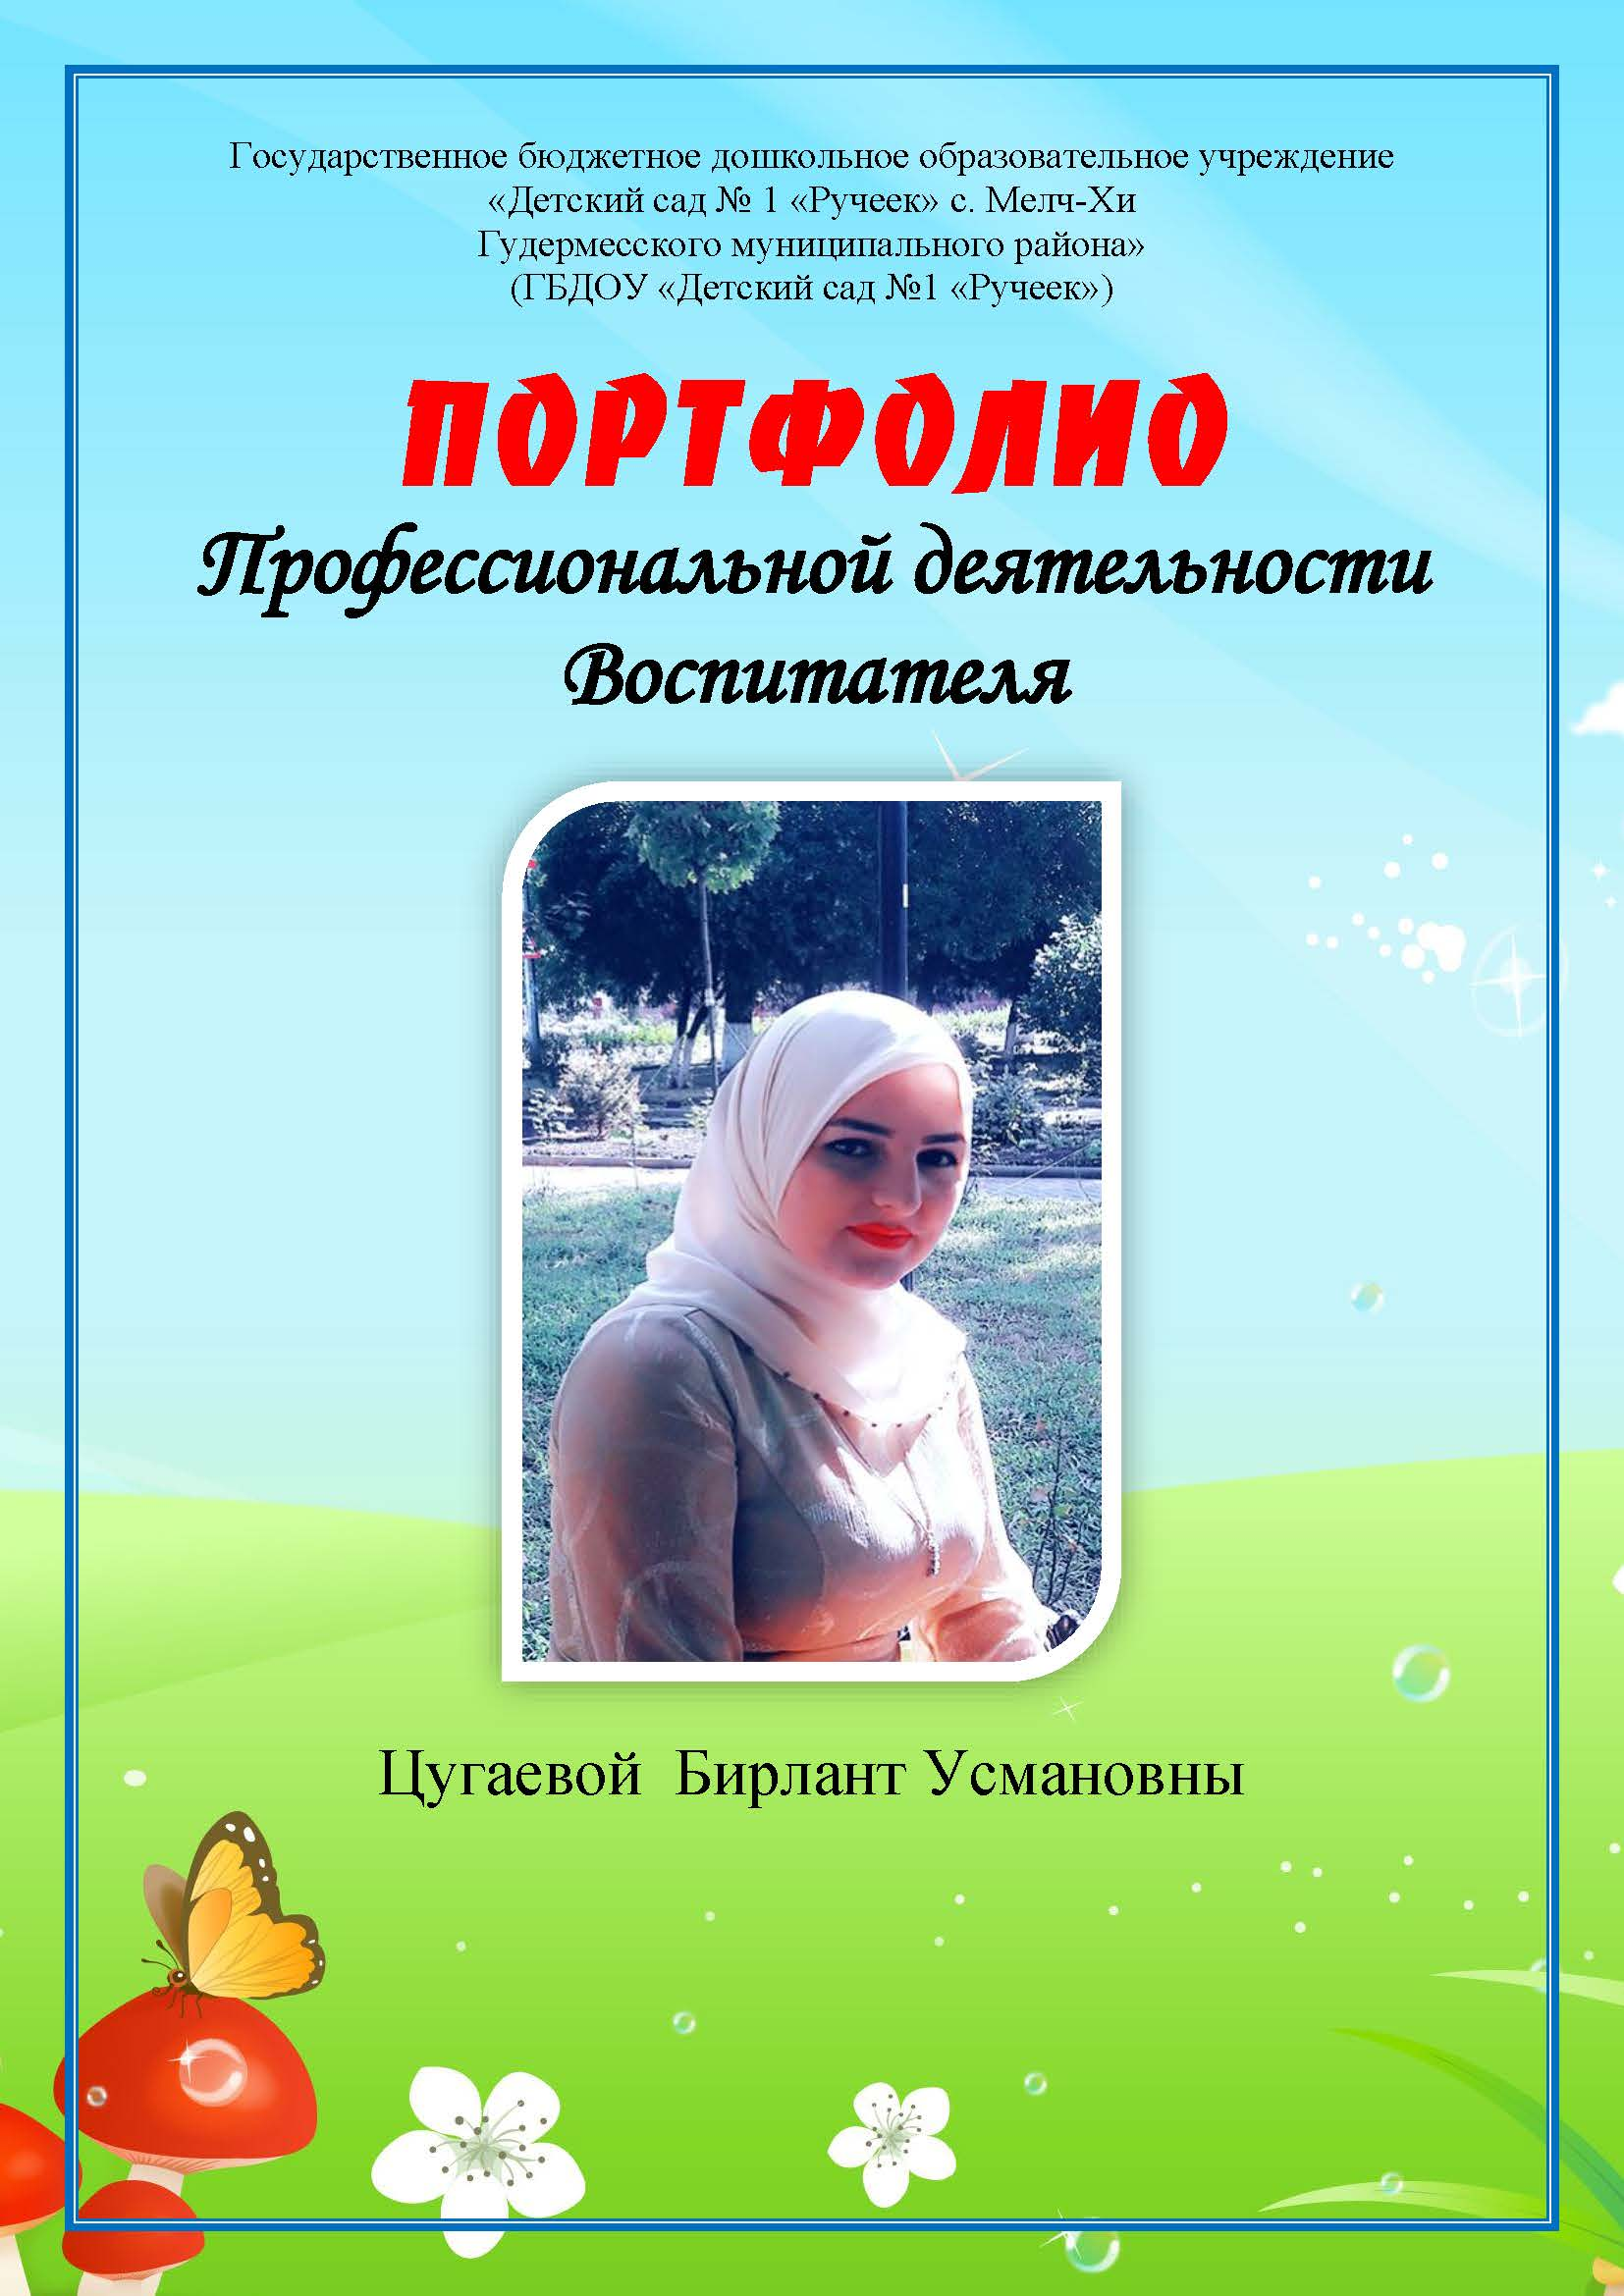 Государственное бюджетное дошкольное образовательное учреждение
«Детский сад № 1 «Ручеек» с. Мелч-Хи
Гудермесского муниципального района»
(ГБДОУ «Детский сад №1 «Ручеек»)
ПОРТФОЛИО
Профессиональной деятельности
Воспитателя
Цугаевой Бирлант Усмановны